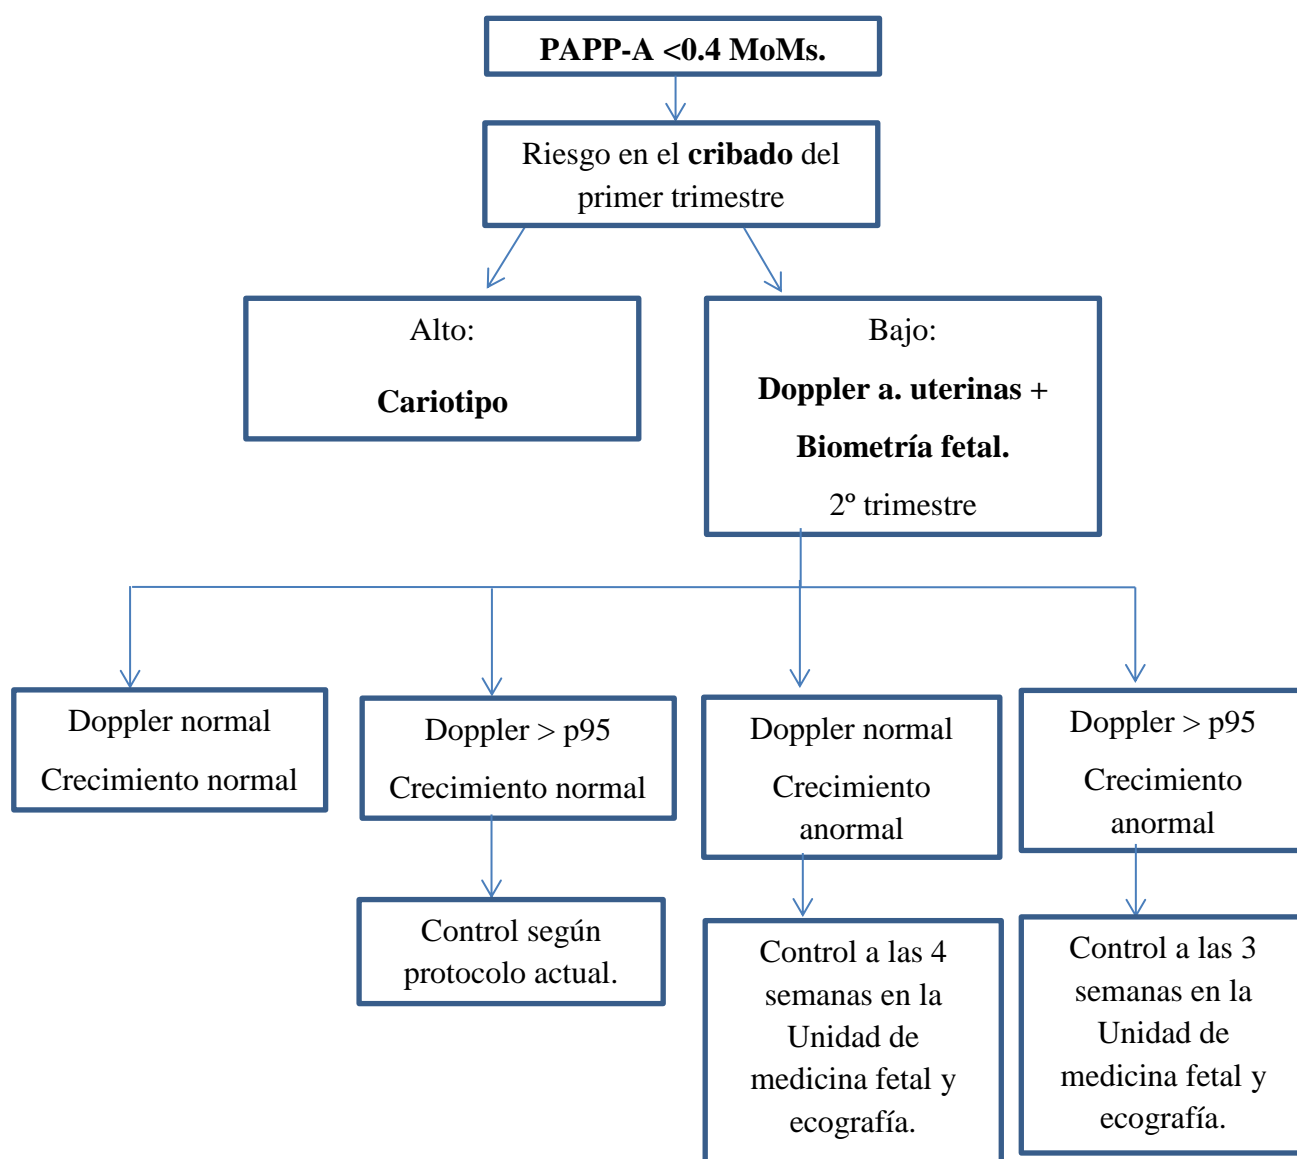 PAPP-A <0.4 MoMs.
Riesgo en el cribado del
primer trimestre
Alto:
Cariotipo
Bajo:
Doppler a. uterinas +
Biometría fetal.
2º trimestre
Doppler normal
Crecimiento normal
Doppler > p95
Crecimiento normal
Doppler normal
Crecimiento
anormal
Doppler > p95
Crecimiento
anormal
Control según
protocolo actual.
Control a las 4
semanas en la
Unidad de
medicina fetal y
ecografía.
Control a las 3
semanas en la
Unidad de
medicina fetal y
ecografía.